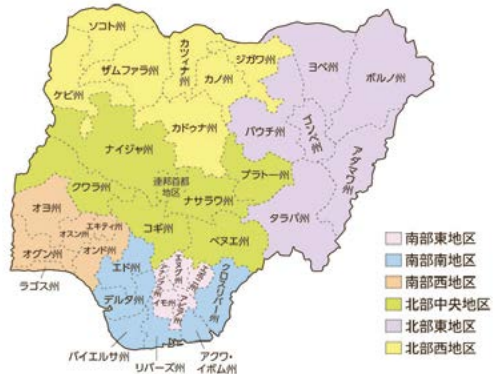 ソコト州
カツィナ州
ジガワ州
ザムファラ州
カノ州
ヨベ州
ボルノ州
ケビ州
カドゥナ州
バウチ州
ゴンベ州
アダマワ州
ナイジャ州
プラトー州
クワラ州
連邦首都
地区
ナサラワ州
タラバ州
オヨ州
エキティ州
オスン州
コギ州
ベヌエ州
オグン州
オンド州
エド州
ラゴス州
デルタ州
イモ州
クロスリバー州
バイエルサ州
リバーズ州
アクワ・
イボム州
南部東地区
南部南地区
南部西地区
北部中央地区
北部東地区
北部西地区